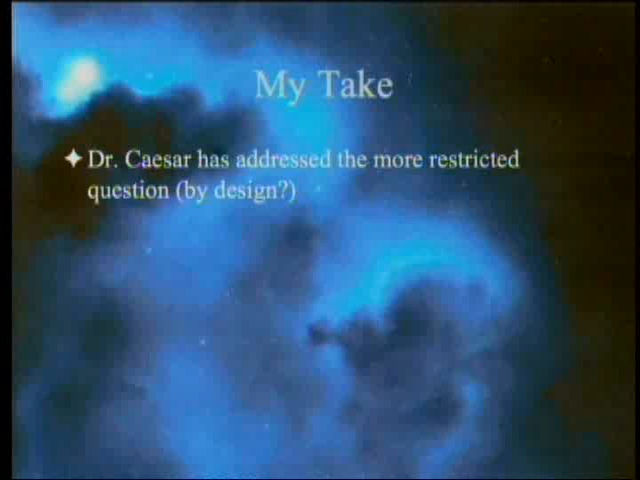 My Take
Dr. Caesar has addressed the more restricted
question (by design?)